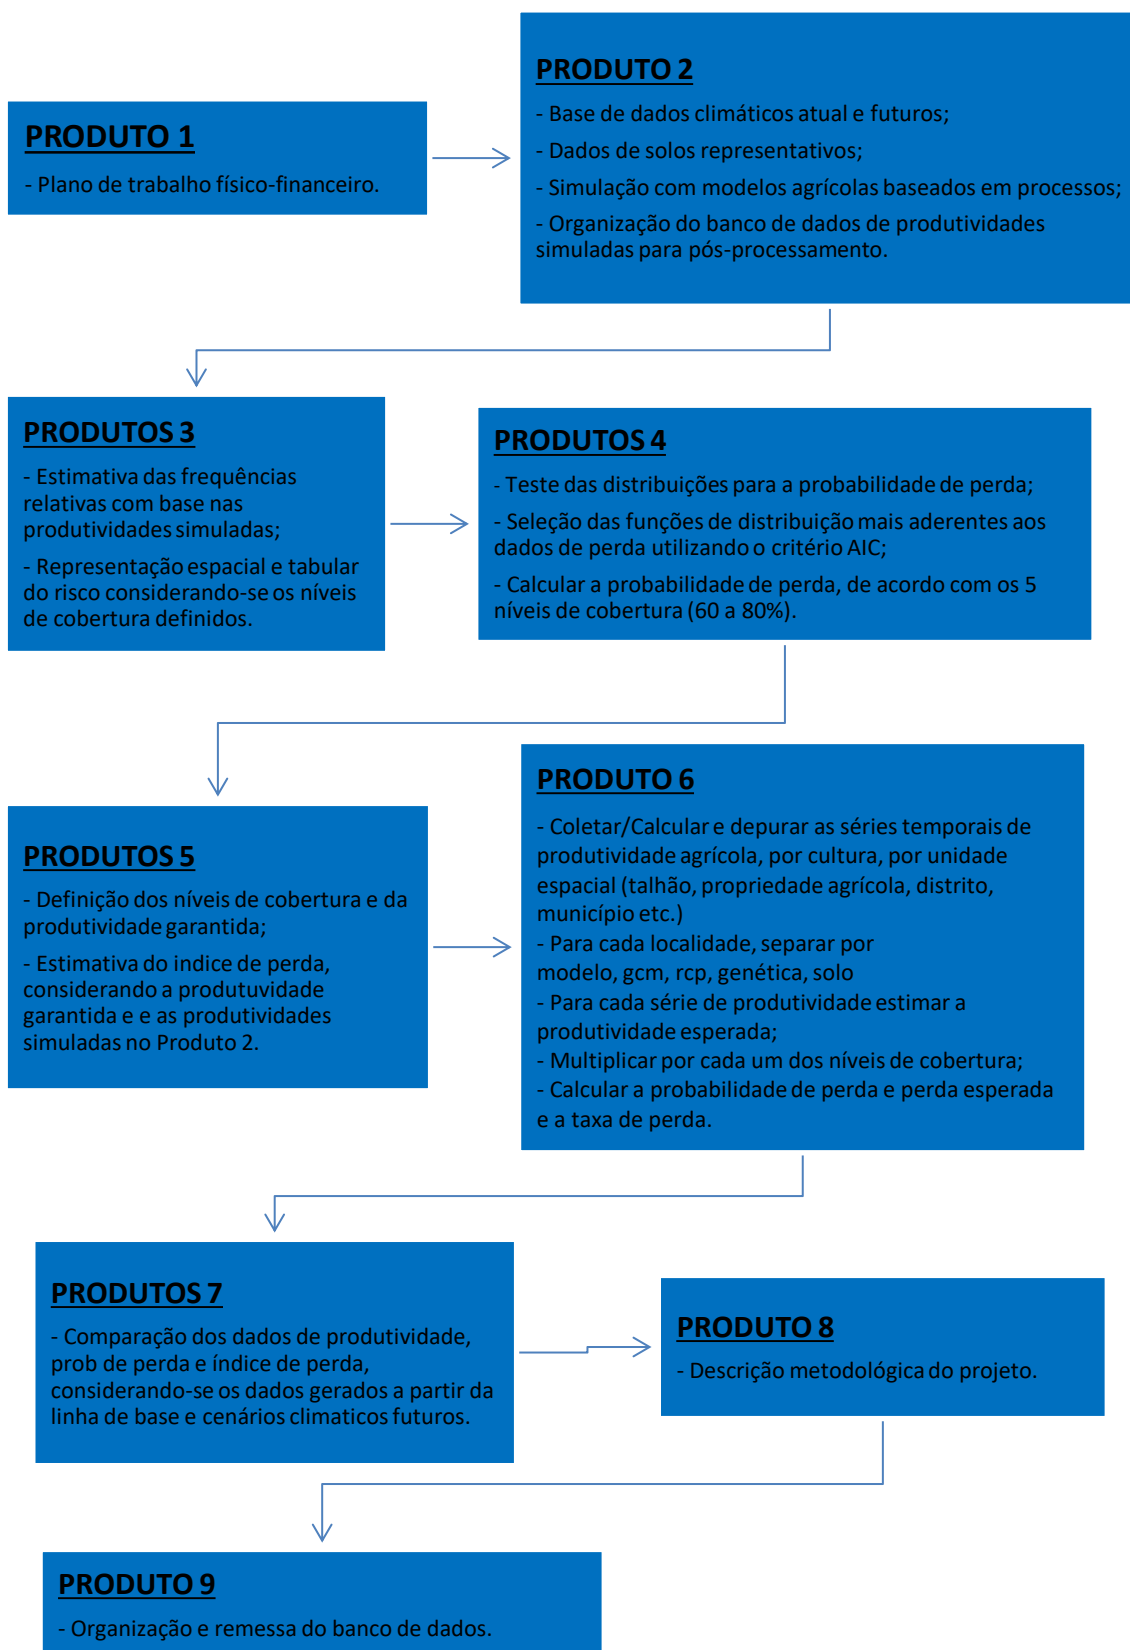 PRODUTO 1
- Plano de trabalho físico-financeiro.
PRODUTO 2
- Base de dados climáticos atual e futuros;
- Dados de solos representativos;
- Simulação com modelos agrícolas baseados em processos;
- Organização do banco de dados de produtividades
simuladas para pós-processamento.
PRODUTOS 3
- Estimativa das frequências
relativas com base nas
produtividades simuladas;
- Representação espacial e tabular
do risco considerando-se os níveis
de cobertura definidos.
PRODUTOS 4
- Teste das distribuições para a probabilidade de perda;
- Seleção das funções de distribuição mais aderentes aos
dados de perda utilizando o critério AIC;
- Calcular a probabilidade de perda, de acordo com os 5
níveis de cobertura (60 a 80%).
PRODUTOS 5
- Definição dos níveis de cobertura e da
produtividade garantida;
- Estimativa do indice de perda,
considerando a produtuvidade
garantida e e as produtividades
simuladas no Produto 2.
PRODUTO 6
- Coletar/Calcular e depurar as séries temporais de
produtividade agrícola, por cultura, por unidade
espacial (talhão, propriedade agrícola, distrito,
município etc.)
- Para cada localidade, separar por
modelo, gcm, rcp, genética, solo
- Para cada série de produtividade estimar a
produtividade esperada;
- Multiplicar por cada um dos níveis de cobertura;
- Calcular a probabilidade de perda e perda esperada
e a taxa de perda.
PRODUTOS 7
- Comparação dos dados de produtividade,
prob de perda e índice de perda,
considerando-se os dados gerados a partir da
linha de base e cenários climaticos futuros.
PRODUTO 8
- Descrição metodológica do projeto.
PRODUTO 9
- Organização e remessa do banco de dados.